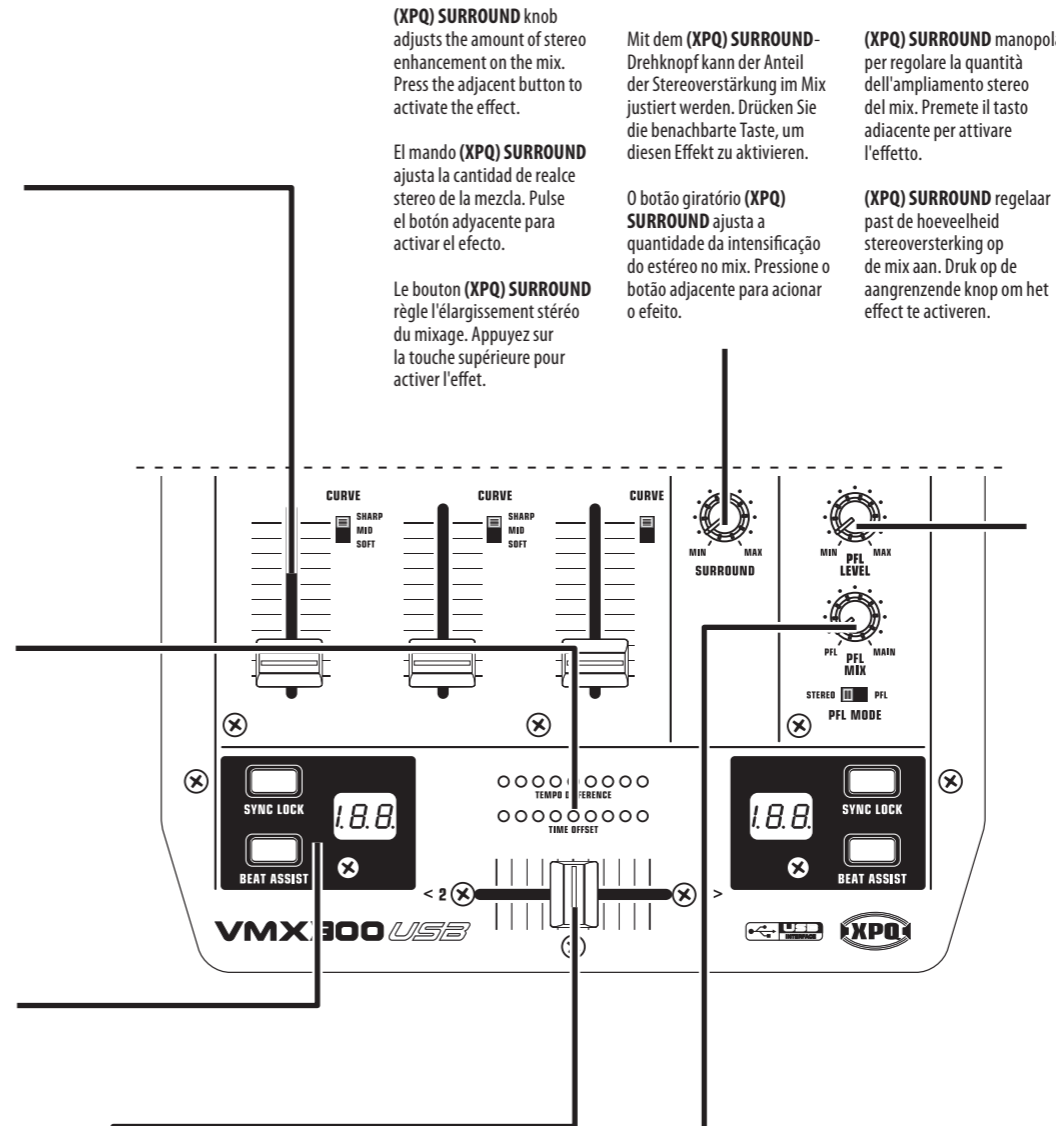 (XPQ) SURROUND knob
adjusts the amount of stereo
enhancement on the mix.
Press the adjacent button to
activate the effect.
El mando (XPQ) SURROUND
ajusta la cantidad de realce
stereo de la mezcla. Pulse
el botón adyacente para
activar el efecto.
Le bouton (XPQ) SURROUND
règle l'élargissement stéréo
du mixage. Appuyez sur
la touche supérieure pour
activer l'effet.
Mit dem (XPQ) SURROUND-
Drehknopf kann der Anteil
der Stereoverstärkung im Mix
justiert werden. Drücken Sie
die benachbarte Taste, um
diesen Effekt zu aktivieren.
O botão giratório (XPQ)
SURROUND ajusta a
quantidade da intensificação
do estéreo no mix. Pressione o
botão adjacente para acionar
o efeito.
(XPQ) SURROUND manopola
per regolare la quantità
dell'ampliamento stereo
del mix. Premete il tasto
adiacente per attivare
l'effetto.
(XPQ) SURROUND regelaar
past de hoeveelheid
stereoversterking op
de mix aan. Druk op de
aangrenzende knop om het
effect te activeren.
CURVE
SHARP
MID
SOFT
CURVE
SHARP
MID
SOFT
CURVE
MIN MAX
SURROUND
MIN MAX
PFL
LEVEL
PFL MAIN
PFL
MIX
STEREO PFL
PFL MODE
SYNC LOCK
1.8.8.
BEAT ASSIST
TEMPO
TIME OFFSET
< 2
>
1.8.8.
SYNC LOCK
BEAT ASSIST
USB
USB
INTERFACE
XPQ